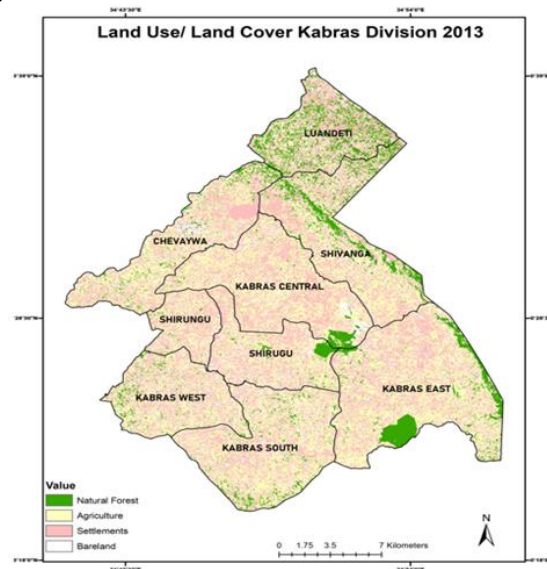 Land Use/ Land Cover Kabras Division 2013
LUANDETI
CHEVAYWA
SHIVANGA
KABRAS CENTRAL
SHIRUNGU
SHIRUGU
KABRAS WEST
KABRAS EAST
KABRAS SOUTH
Value
Natural Forest
Agriculture
Settlements
Bareland
0 1.75 3.5 7 Kilometers
N